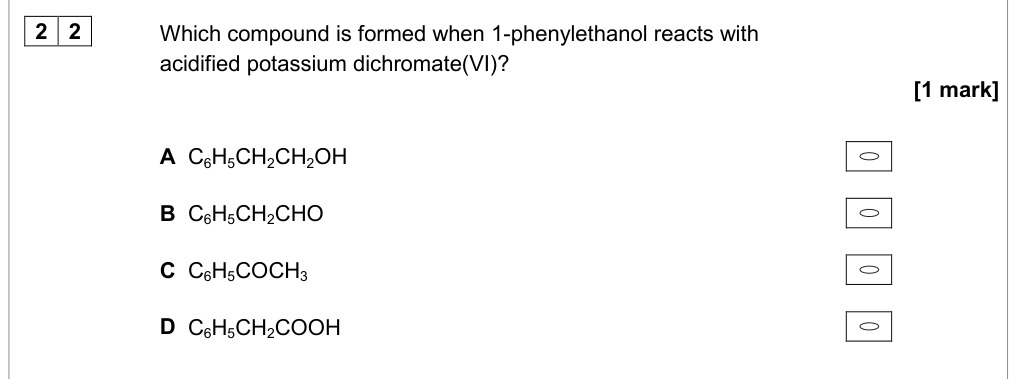 2 2 Which compound is formed when 1-phenylethanol reacts with
acidified potassium dichromate(VI)?
[1 mark]
A C₆H₅CH₂CH₂OH
B C₆H₅CH₂CHO
C C₆H₅COCH₃
D C₆H₅CH₂COOH